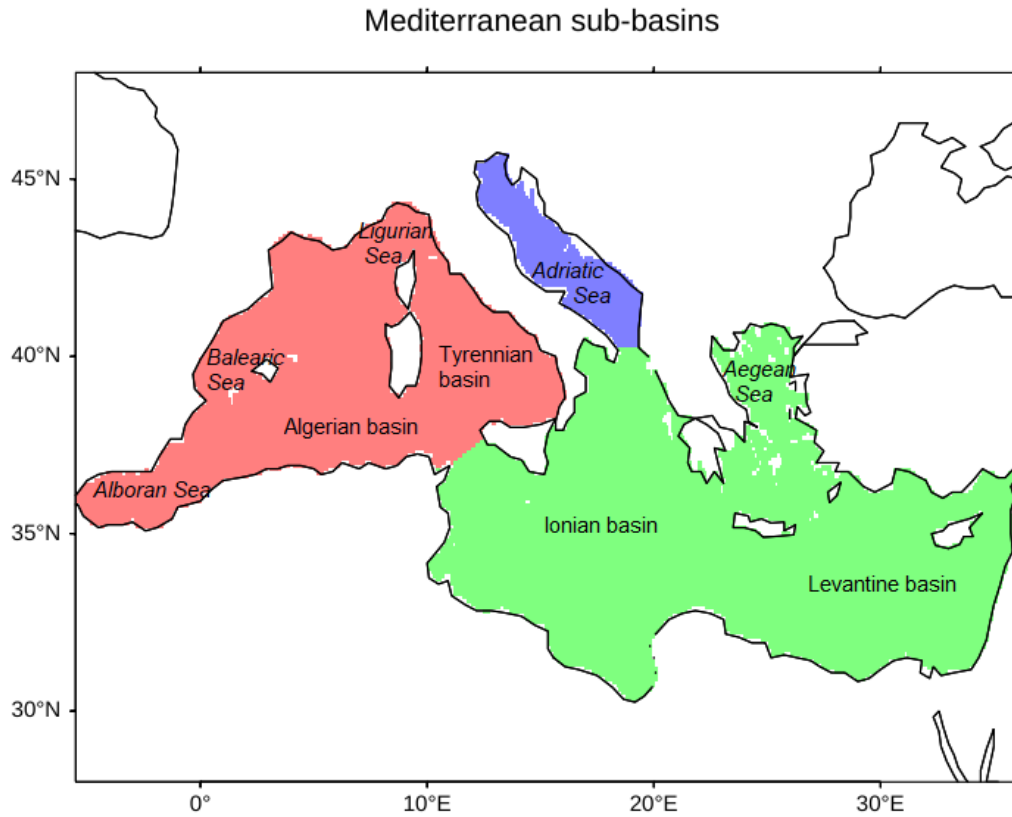 Mediterranean sub-basins
45°N
40°N
35°N
30°N
0°
10°E
20°E
30°E
Ligurian
Sea
Adriatic
Sea
Balearic
Sea
Tyrennian
basin
Aegean
Sea
Algerian basin
Alboran Sea
Ionian basin
Levantine basin